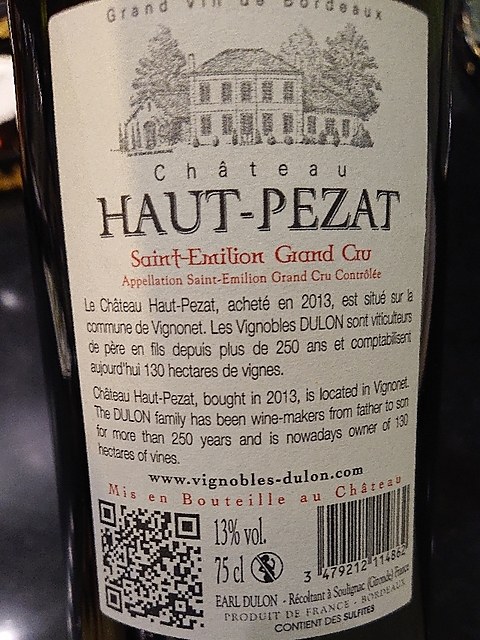 Grand Vin de Bordeaux
Château
HAUT-PEZAT
Saint-Emilion Grand Cru
Appellation Saint-Emilion Grand Cru Contrôlée
Le Château Haut-Pezat, acheté en 2013, est situé sur la
commune de Vignonet. Les Vignobles DULON sont viticulteurs
de père en fils depuis plus de 250 ans et comptabilisent
aujourd'hui 130 hectares de vignes.
Château Haut-Pezat, bought in 2013, is located in Vignonet.
The DULON family has been wine-makers from father to son
for more than 250 years and is nowadays owner of 130
hectares of vines.
www.vignobles-dulon.com
Mis en Bouteille au Château
13% vol.
75 cl
3 479212 114862
EARL DULON - Récoltant à Soulignac (Gironde) France
PRODUIT DE FRANCE - BORDEAUX
CONTIENT DES SULFITES